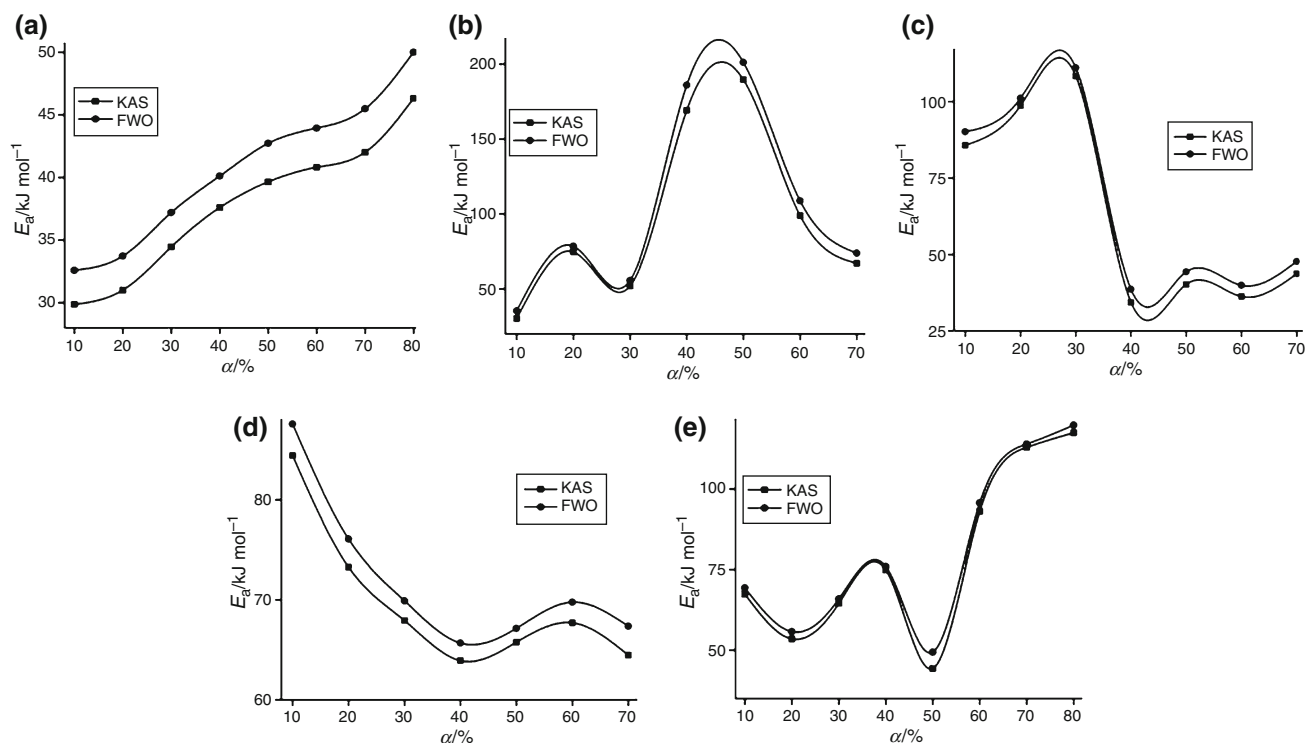 (a)
50
45
40
35
30
Ea/kJ mol−1
KAS
FWO
10 20 30 40 50 60 70 80
α/%
(b)
200
150
100
50
Ea/kJ mol−1
KAS
FWO
10 20 30 40 50 60 70
α/%
(c)
100
75
50
25
Ea/kJ mol−1
KAS
FWO
10 20 30 40 50 60 70
α/%
(d)
80
70
60
Ea/kJ mol−1
KAS
FWO
10 20 30 40 50 60 70
α/%
(e)
100
75
50
Ea/kJ mol−1
KAS
FWO
10 20 30 40 50 60 70 80
α/%